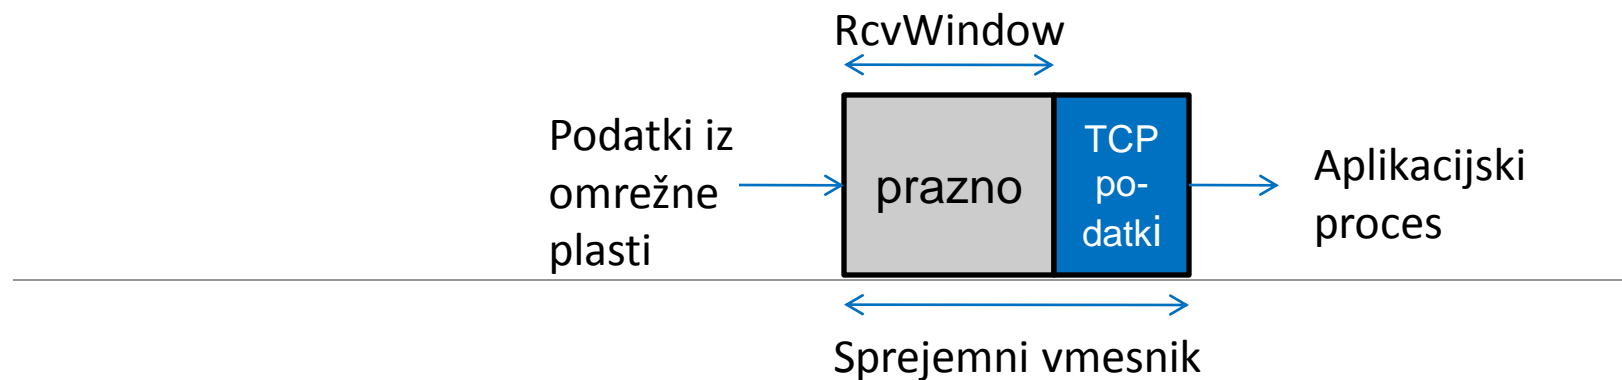 RcvWindow
Podatki iz
omrežne
plasti
prazno
TCP
po-
datki
Aplikacijski
proces
Sprejemni vmesnik